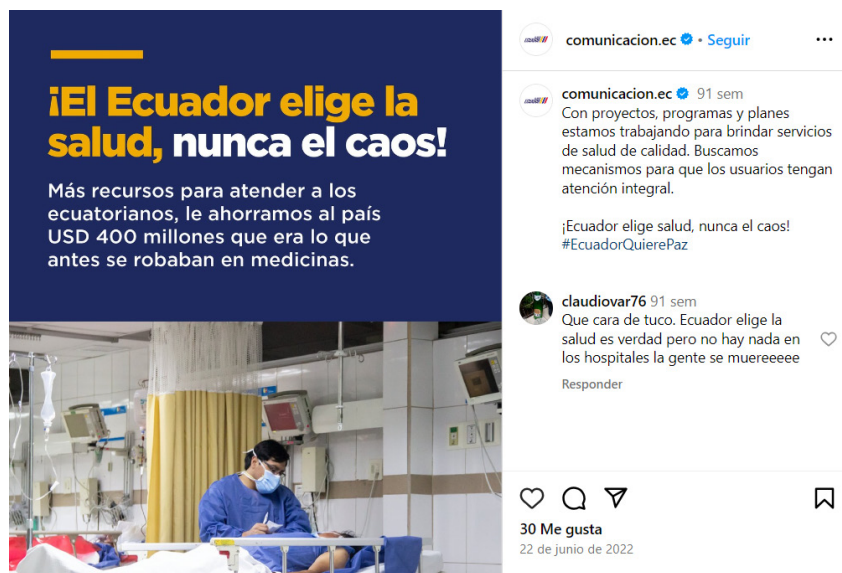 ¡El Ecuador elige la
salud, nunca el caos!
Más recursos para atender a los
ecuatorianos, le ahorramos al país
USD 400 millones que era lo que
antes se robaban en medicinas.
comunicacion.ec • Seguir
comunicacion.ec 91 sem
Con proyectos, programas y planes
estamos trabajando para brindar servicios
de salud de calidad. Buscamos
mecanismos para que los usuarios tengan
atención integral.
¡Ecuador elige salud, nunca el caos!
#EcuadorQuierePaz
claudiovar76 91 sem
Que cara de tuco. Ecuador elige la
salud es verdad pero no hay nada en
los hospitales la gente se muereeeee
Responder
30 Me gusta
22 de junio de 2022